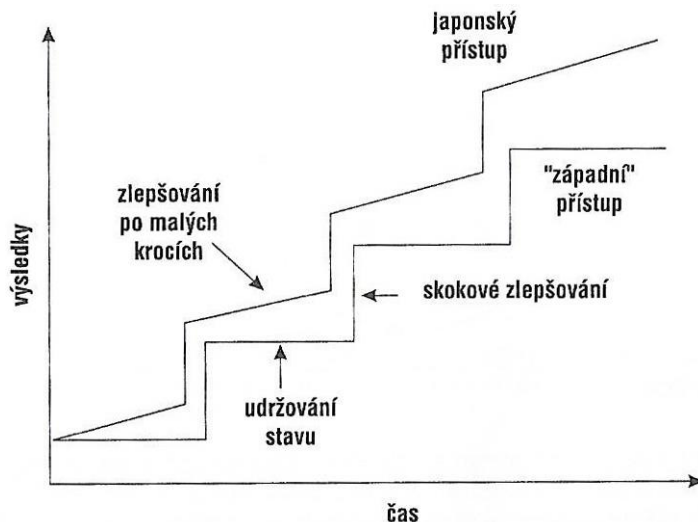 japonský
přístup
"západní"
přístup
zlepšování
po malých
krocích
výsledky
skokové zlepšování
udržování
stavu
čas